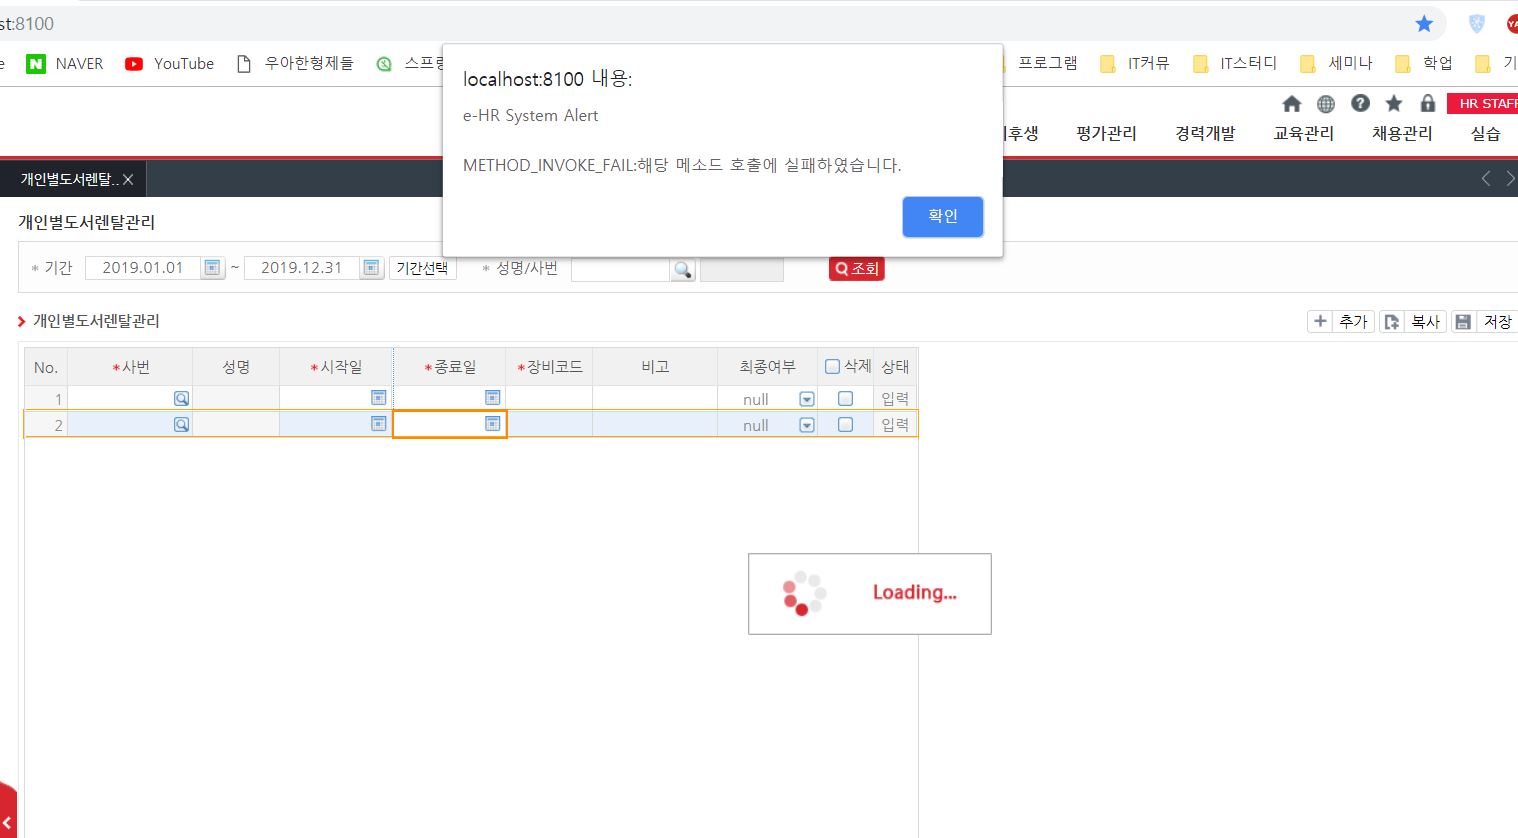 st:8100
e NAVER YouTube 우아한형제들 스프링 프로그램 IT커뮤 IT스터디 세미나 학업 기
localhost:8100 내용:
e-HR System Alert
METHOD_INVOKE_FAIL:해당 메소드 호출에 실패하였습니다.
확인
HR STAFF
후생 평가관리 경력개발 교육관리 채용관리 실습
개인별도서렌탈..
개인별도서렌탈관리
* 기간 2019.01.01 ~ 2019.12.31 기간선택 * 성명/사번 조회
개인별도서렌탈관리 추가 복사 저장
No. *사번 성명 *시작일 *종료일 *장비코드 비고 최종여부 삭제 상태
1 null 입력
2 null 입력
Loading...